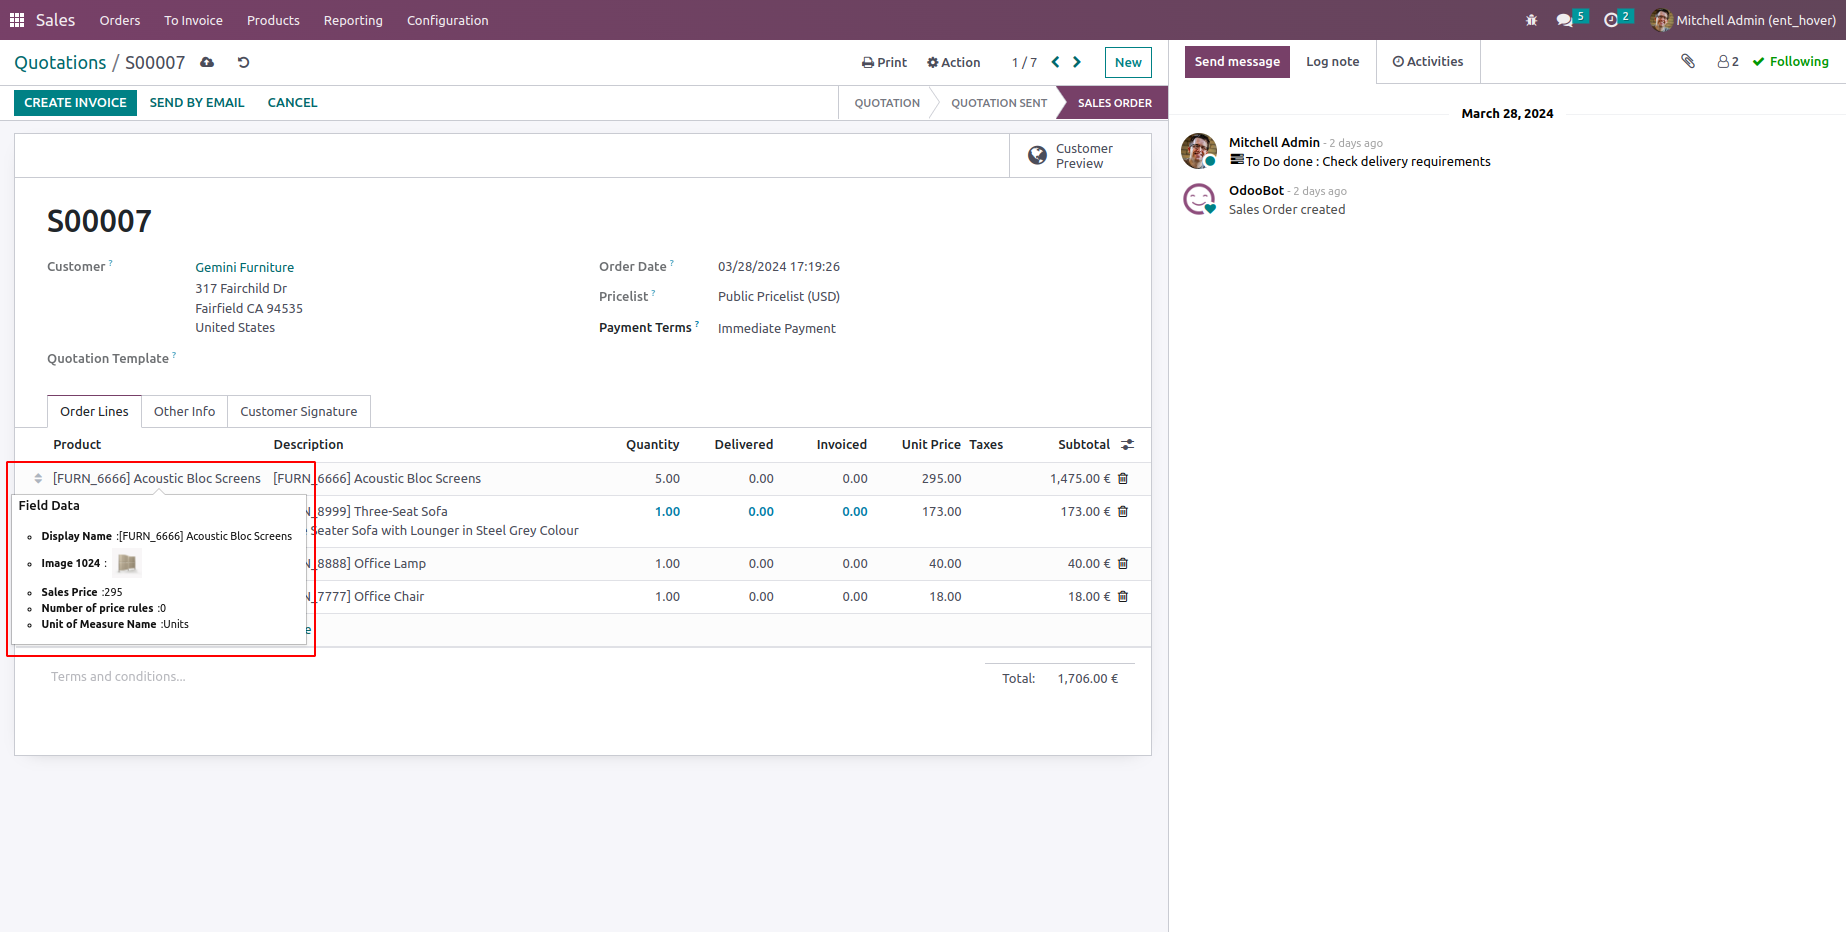 Sales Orders To Invoice Products Reporting Configuration 5 2 Mitchell Admin (ent_hover)
Quotations / S00007 Print Action 1 / 7 New
Send message Log note Activities 2 Following
CREATE INVOICE SEND BY EMAIL CANCEL QUOTATION QUOTATION SENT SALES ORDER
March 28, 2024
Mitchell Admin - 2 days ago
To Do done : Check delivery requirements
OdooBot - 2 days ago
Sales Order created
Customer
Preview
S00007
Customer ? Gemini Furniture
317 Fairchild Dr
Fairfield CA 94535
United States
Order Date ? 03/28/2024 17:19:26
Pricelist ? Public Pricelist (USD)
Payment Terms ? Immediate Payment
Quotation Template ?
Order Lines Other Info Customer Signature
Product Description Quantity Delivered Invoiced Unit Price Taxes Subtotal
[FURN_6666] Acoustic Bloc Screens [FURN_6666] Acoustic Bloc Screens 5.00 0.00 0.00 295.00 1,475.00 €
_8999] Three-Seat Sofa 1.00 0.00 0.00 173.00 173.00 €
Seater Sofa with Lounger in Steel Grey Colour
_8888] Office Lamp 1.00 0.00 0.00 40.00 40.00 €
_7777] Office Chair 1.00 0.00 0.00 18.00 18.00 €
Field Data
Display Name :[FURN_6666] Acoustic Bloc Screens
Image 1024 :
Sales Price :295
Number of price rules :0
Unit of Measure Name :Units
Terms and conditions...
Total: 1,706.00 €